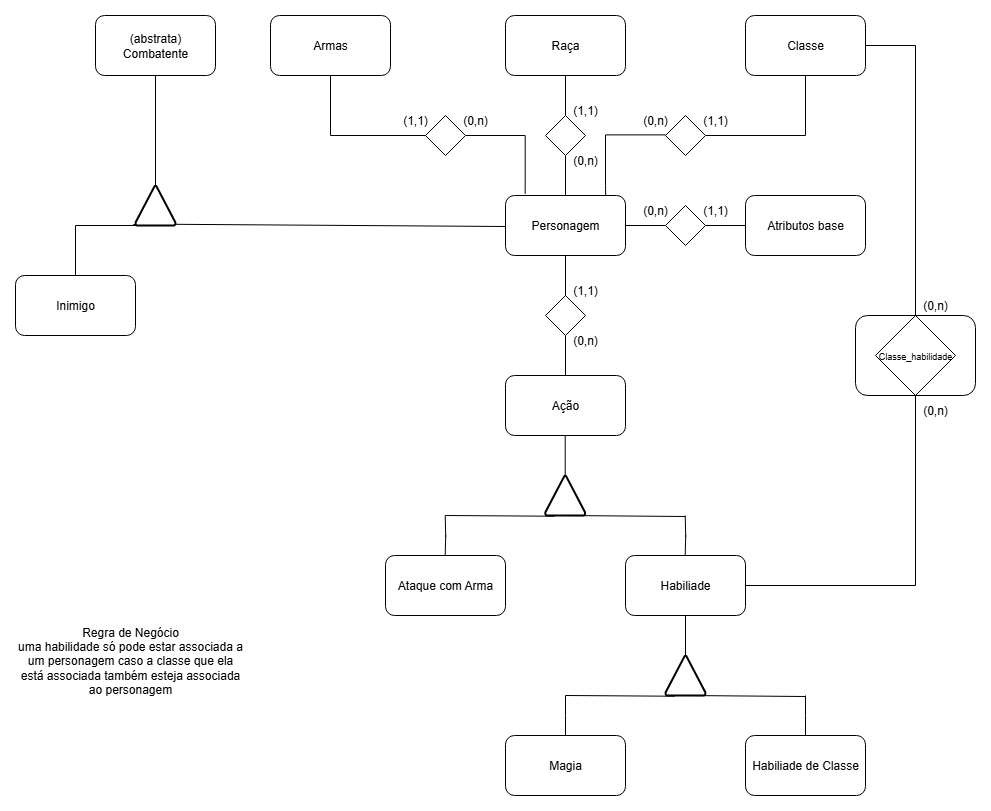 (abstrata)
Combatente
Armas
Raça
Classe
(1,1)
(0,n)
(1,1)
(0,n)
(0,n)
(1,1)
Personagem
(0,n)
(1,1)
Atributos base
Inimigo
(1,1)
(0,n)
(0,n)
Classe_habilidade
(0,n)
Ação
Ataque com Arma
Habiliade
Regra de Negócio
uma habilidade só pode estar associada a
um personagem caso a classe que ela
está associada também esteja associada
ao personagem
Magia
Habiliade de Classe